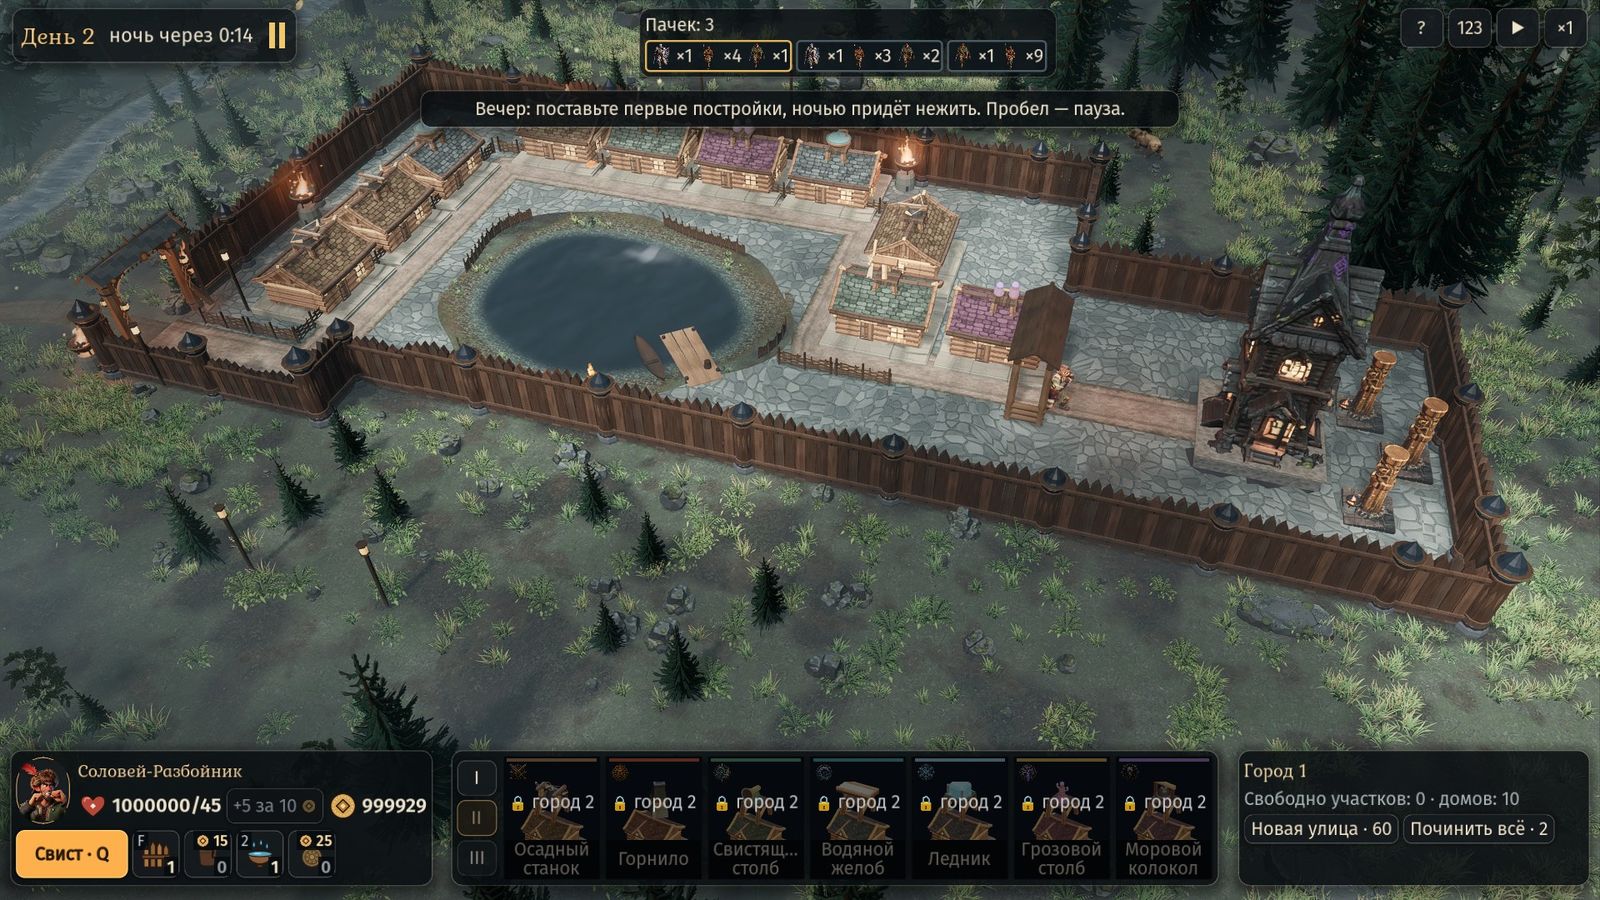 День 2 ночь через 0:14
Пачек: 3
×1 ×4 ×1 ×1 ×3 ×2 ×1 ×9
? 123 ×1
Вечер: поставьте первые постройки, ночью придёт нежить. Пробел — пауза.
Соловей-Разбойник
1000000/45 +5 за 10 999929
Свист · Q
F 1
15 0
2 1
25 0
I
II
III
город 2
Осадный станок
город 2
Горнило
город 2
Свистящ... столб
город 2
Водяной желоб
город 2
Ледник
город 2
Грозовой столб
город 2
Моровой колокол
Город 1
Свободно участков: 0 · домов: 10
Новая улица · 60 Починить всё · 2